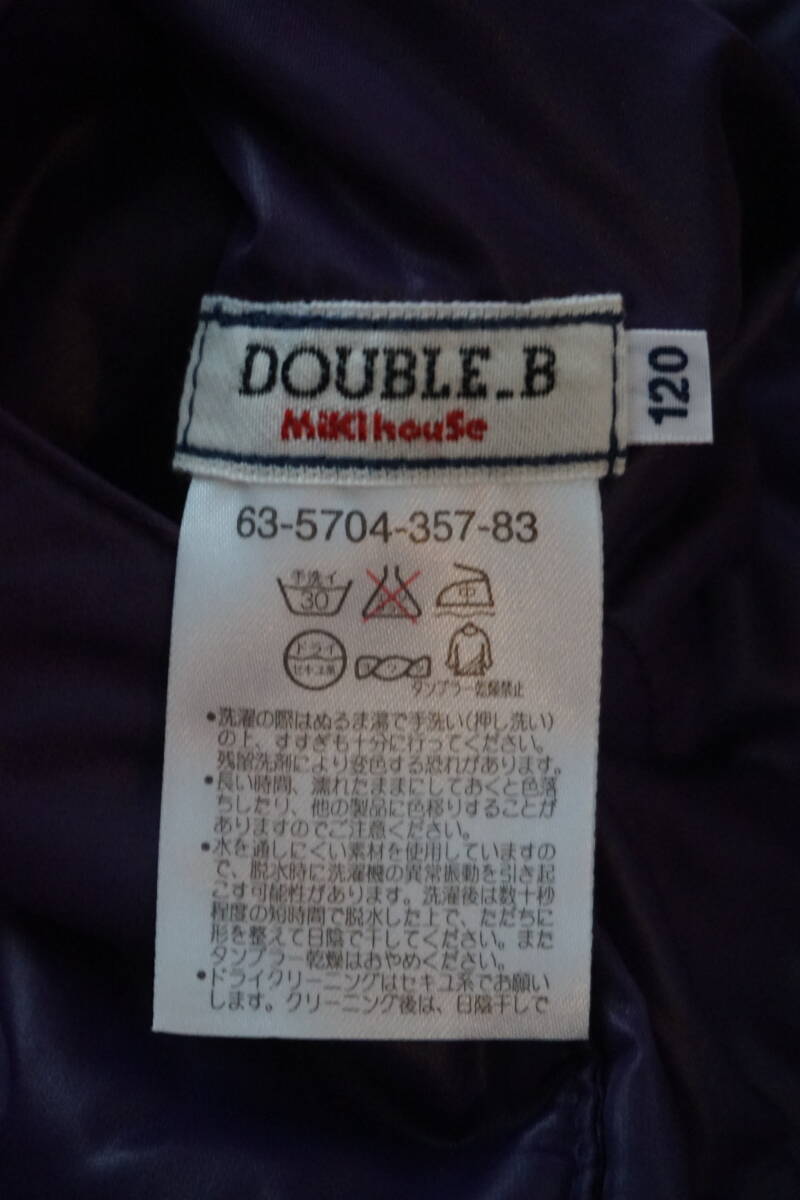 DOUBLE_B
MikihouSe
120
63-5704-357-83
手洗イ
30
中
ドライ
セキユ系
ヨワク
タンブラー乾燥禁止
•洗濯の際はぬるま湯で手洗い(押し洗い)
の上、すすぎも十分に行ってください。
残留洗剤により変色する恐れがあります。
•長い時間、濡れたままにしておくと色落
ちしたり、他の製品に色移りすることが
ありますのでご注意ください。
•水を通しにくい素材を使用していますの
で、脱水時に洗濯機の異常振動を引き起
こす可能性があります。洗濯後は数十秒
程度の短時間で脱水した上で、ただちに
形を整えて日陰で干してください。また
タンブラー乾燥はおやめください。
•ドライクリーニングはセキユ系でお願い
します。クリーニング後は、日陰干しで